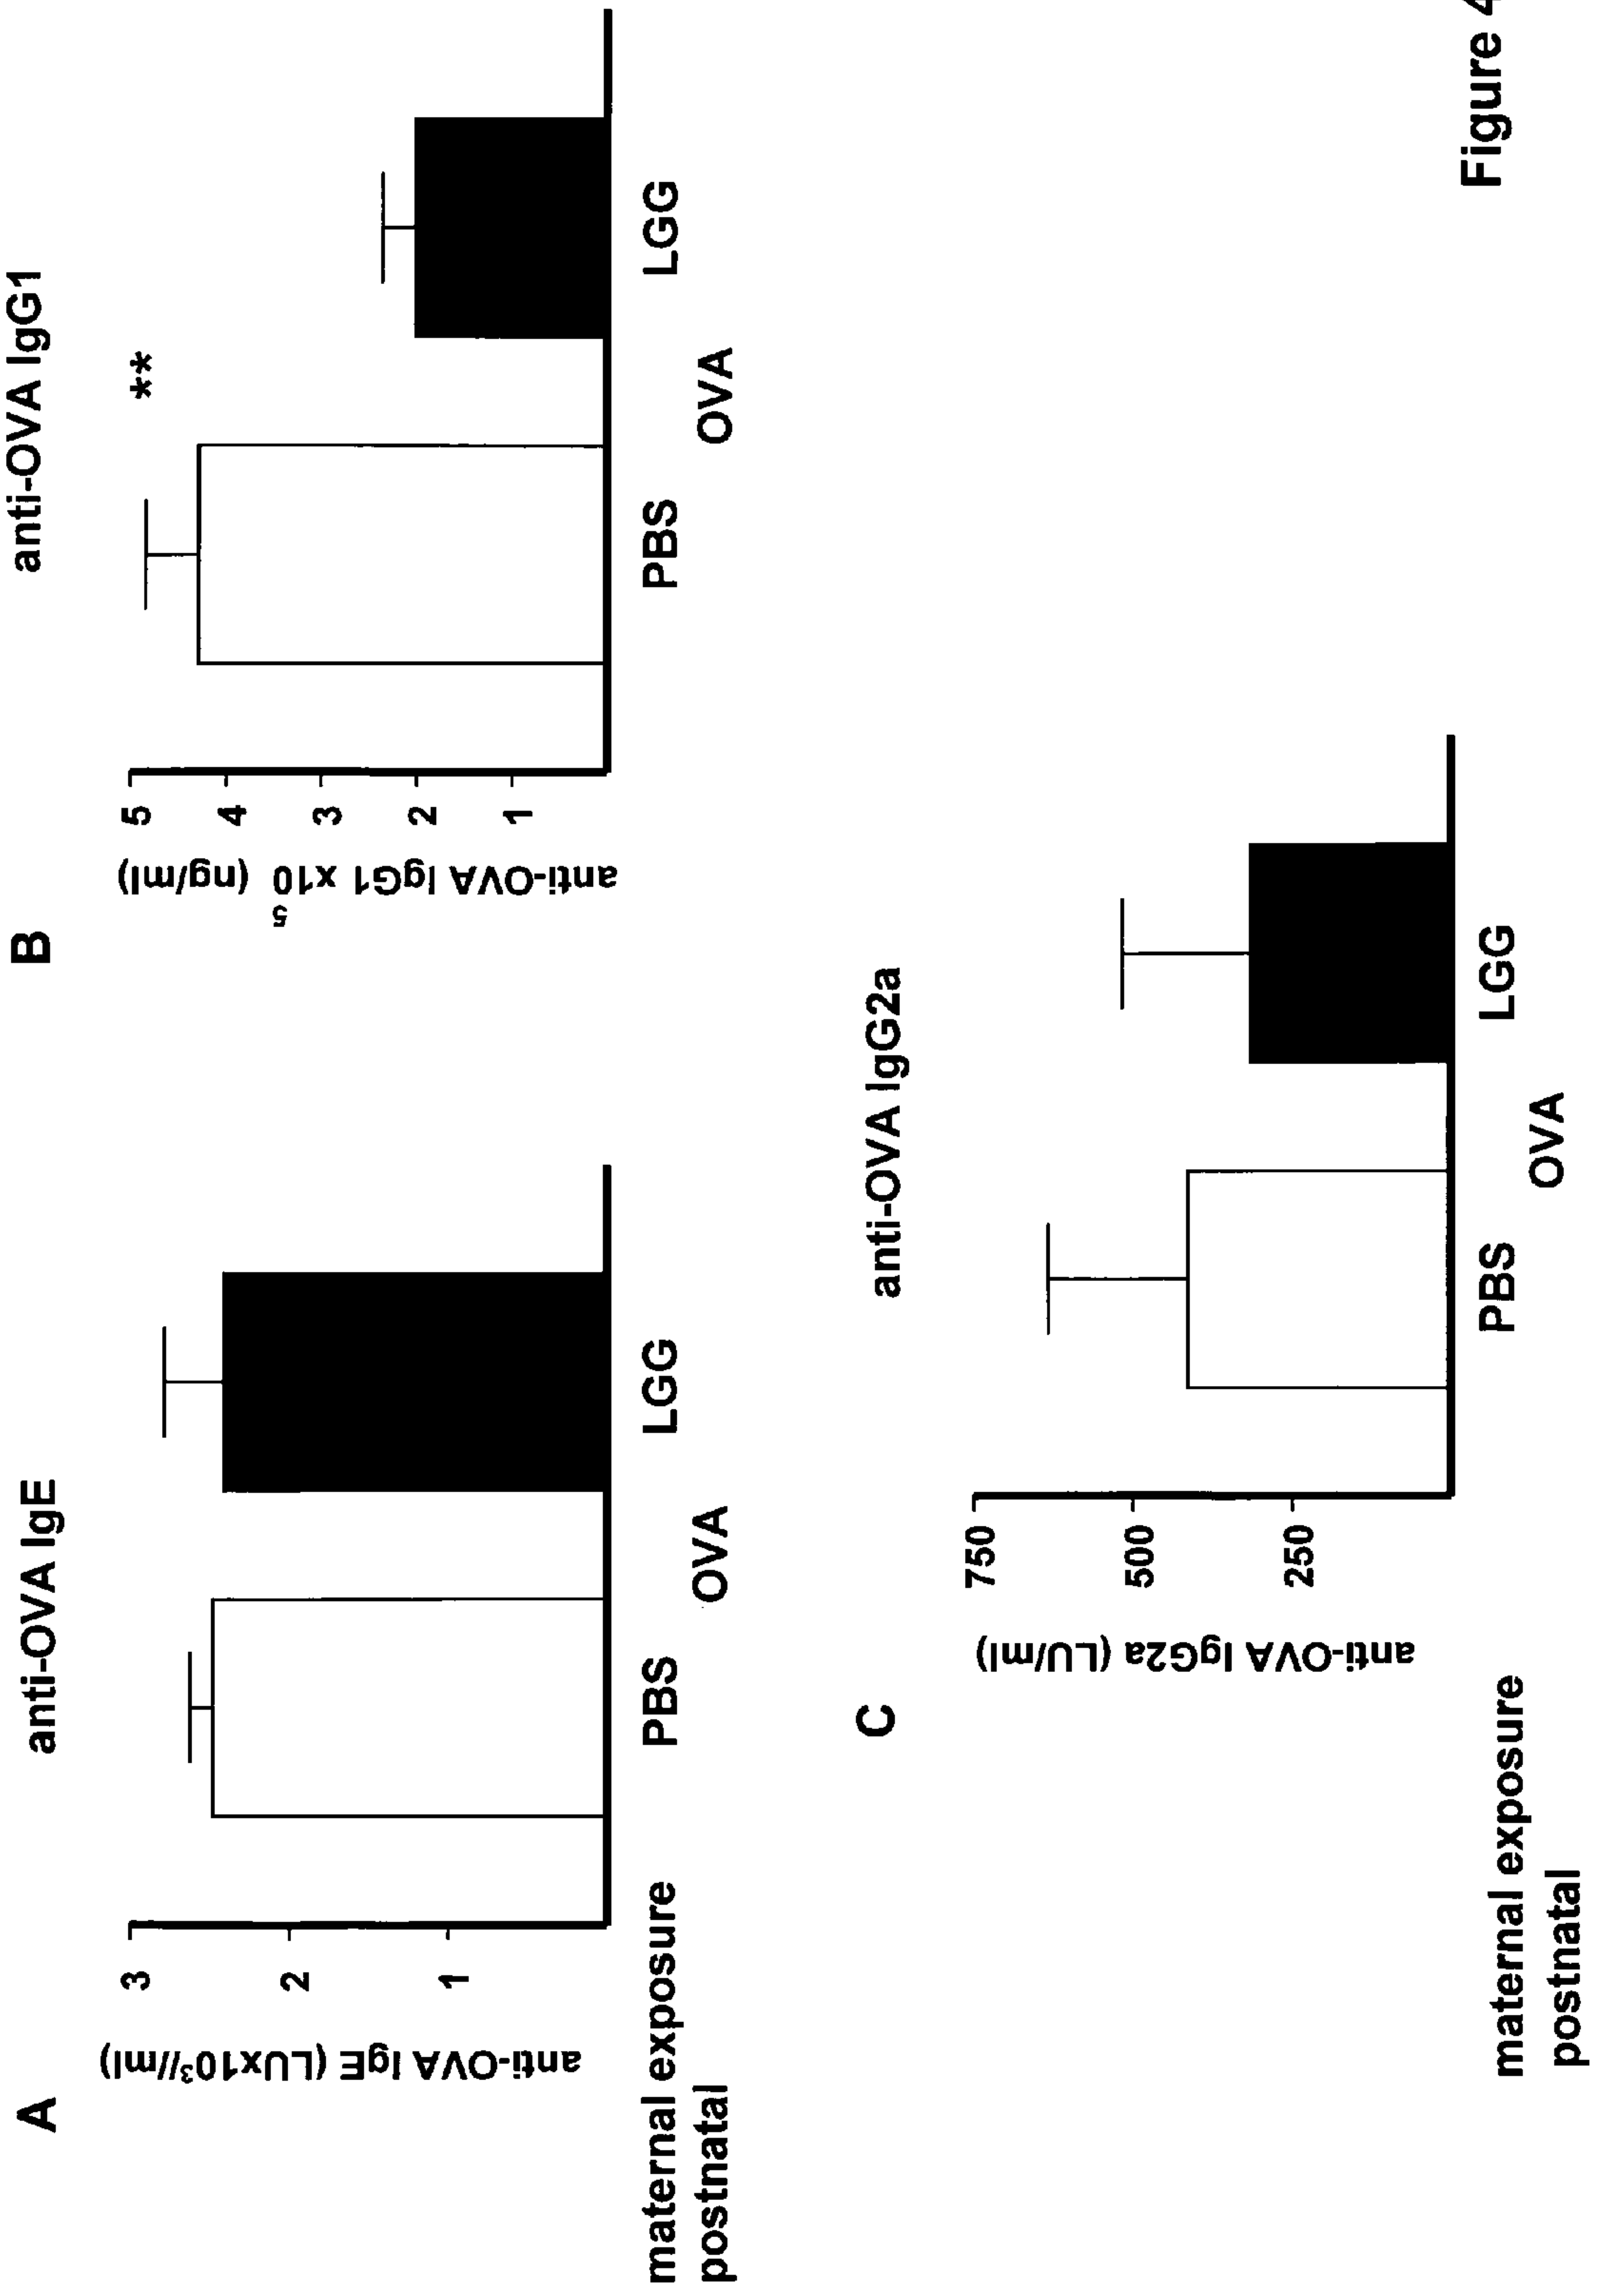 A
anti-OVA IgE
anti-OVA IgE (LUx10³//ml)
3
2
1
PBS
LGG
maternal exposure
postnatal
OVA
B
anti-OVA IgG1
anti-OVA IgG1 x10⁵ (ng/ml)
5
4
3
2
1
**
PBS
LGG
OVA
C
anti-OVA IgG2a
anti-OVA IgG2a (LU/ml)
750
500
250
PBS
LGG
maternal exposure
postnatal
OVA
Figure 4